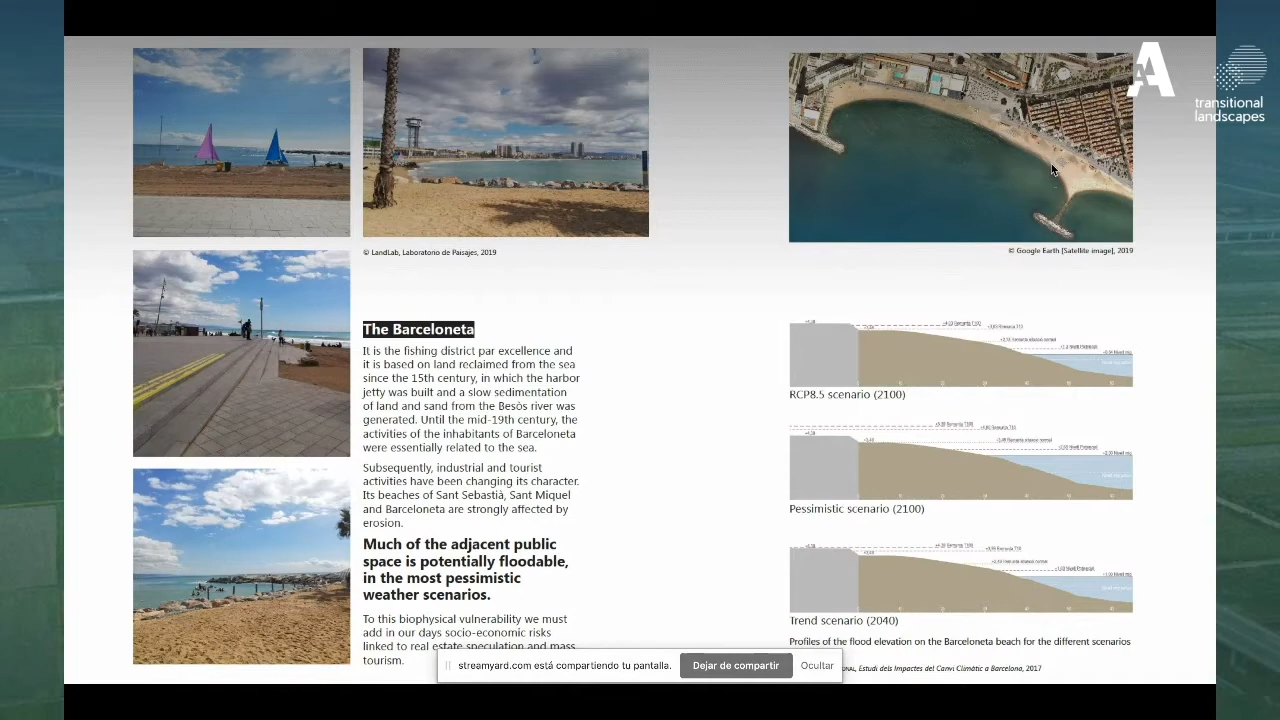 A
transitional
landscapes
© LandLab, Laboratorio de Paisajes, 2019
© Google Earth [Satellite image], 2019
The Barceloneta
It is the fishing district par excellence and
it is based on land reclaimed from the sea
since the 15th century, in which the harbor
jetty was built and a slow sedimentation
of land and sand from the Besòs river was
generated. Until the mid-19th century, the
activities of the inhabitants of Barceloneta
were essentially related to the sea.
Subsequently, industrial and tourist
activities have been changing its character.
Its beaches of Sant Sebastià, Sant Miquel
and Barceloneta are strongly affected by
erosion.
Much of the adjacent public
space is potentially floodable,
in the most pessimistic
weather scenarios.
To this biophysical vulnerability we must
add in our days socio-economic risks
linked to real estate speculation and mass
tourism.
RCP8.5 scenario (2100)
Pessimistic scenario (2100)
Trend scenario (2040)
Profiles of the flood elevation on the Barceloneta beach for the different scenarios
Estudi dels Impactes del Canvi Climàtic a Barcelona, 2017
streamyard.com está compartiendo tu pantalla.
Dejar de compartir
Ocultar